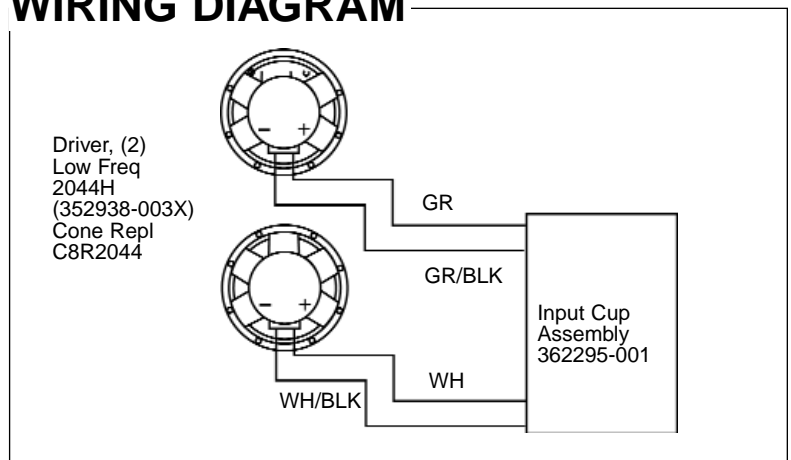 WIRING DIAGRAM
Driver, (2)
Low Freq
2044H
(352938-003X)
Cone Repl
C8R2044
– +
GR
GR/BLK
– +
WH
WH/BLK
Input Cup
Assembly
362295-001